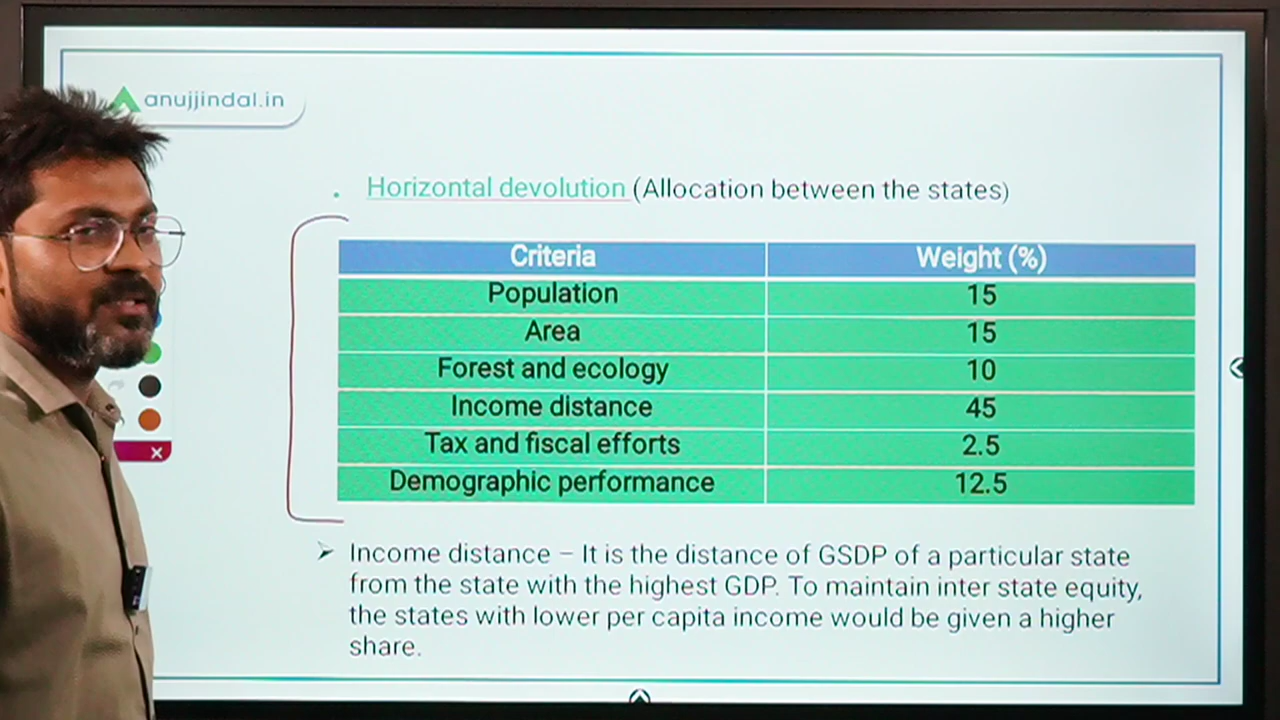 anujjindal.in
. Horizontal devolution (Allocation between the states)
Criteria Weight (%)
Population 15
Area 15
Forest and ecology 10
Income distance 45
Tax and fiscal efforts 2.5
Demographic performance 12.5
➢ Income distance – It is the distance of GSDP of a particular state
from the state with the highest GDP. To maintain inter state equity,
the states with lower per capita income would be given a higher
share.